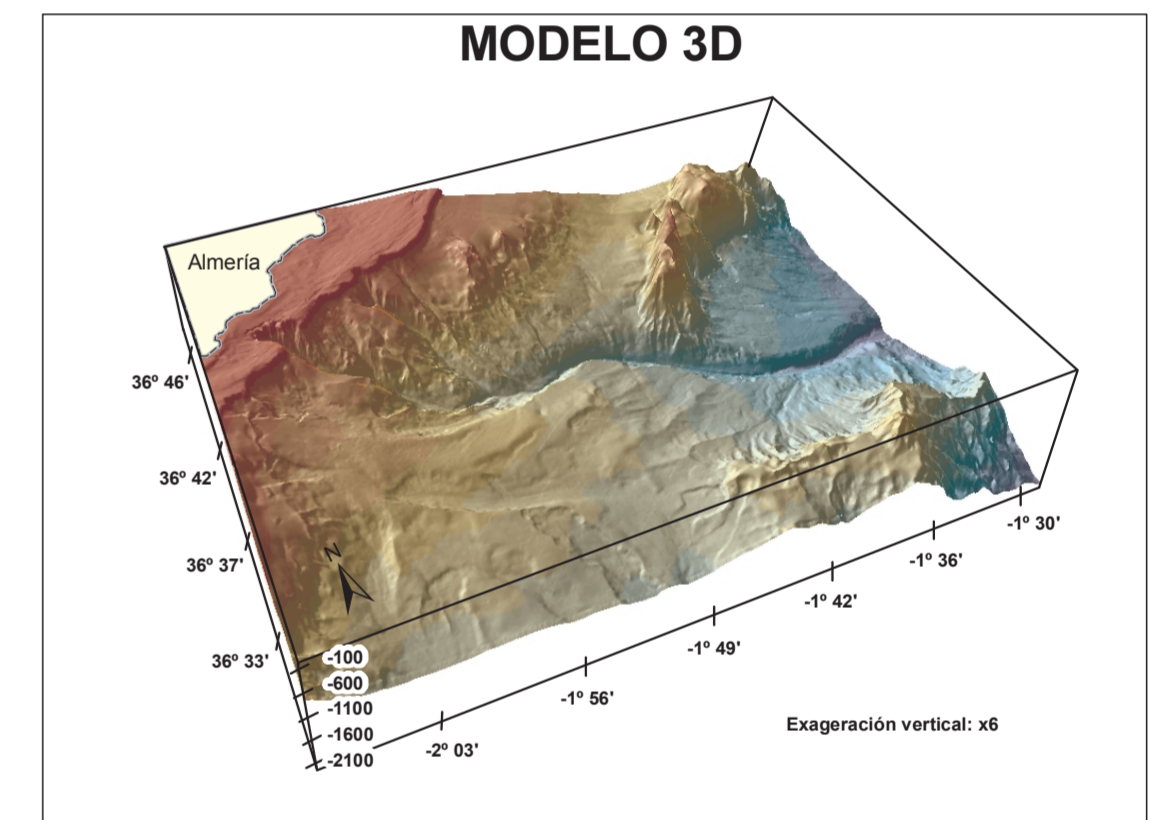 MODELO 3D
Almería
36º 46'
36º 42'
36º 37'
36º 33'
N
-100
-600
-1100
-1600
-2100
-2º 03'
-1º 56'
-1º 49'
-1º 42'
-1º 36'
-1º 30'
Exageración vertical: x6